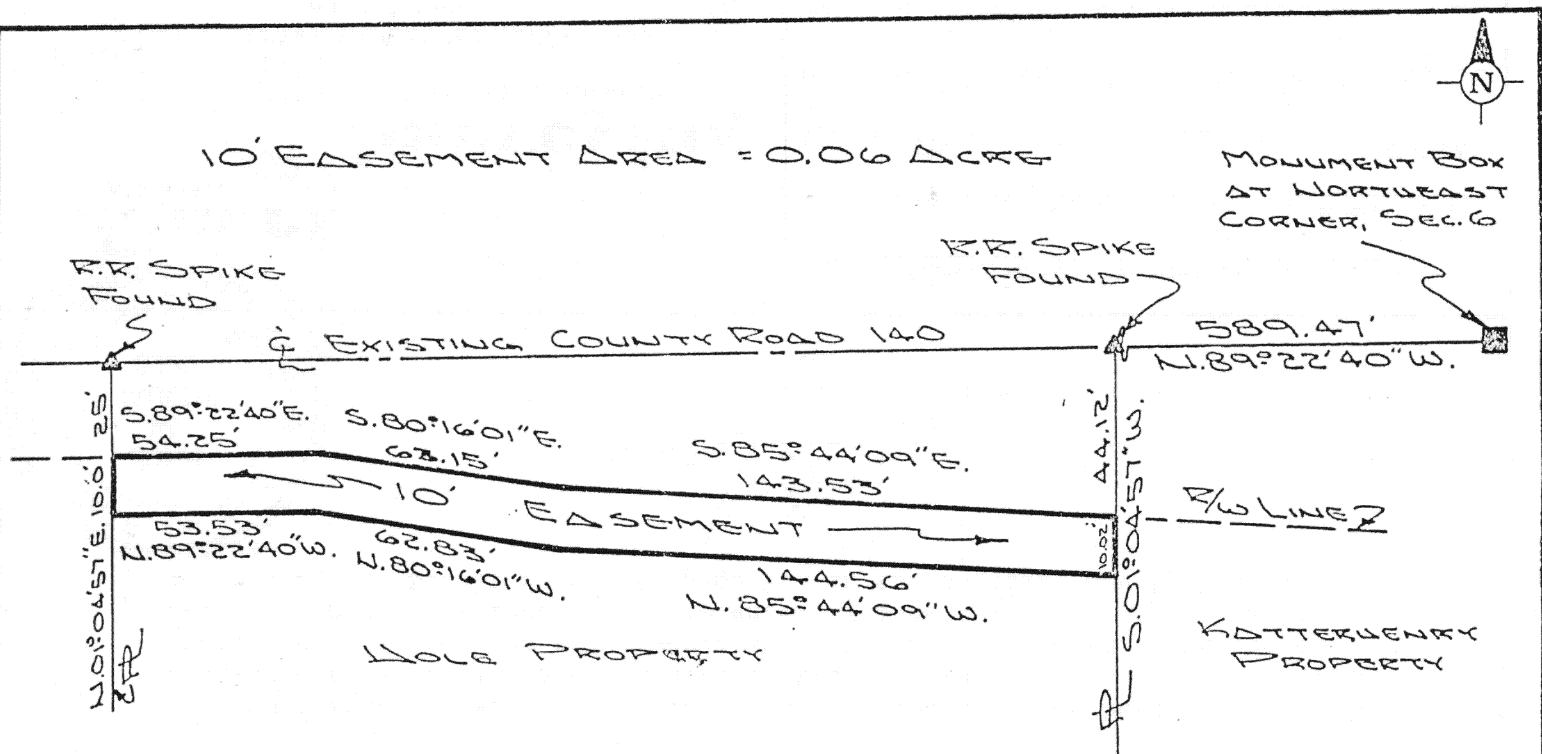 N
10' EASEMENT AREA = 0.06 ACRE
MONUMENT BOX
AT NORTHEAST
CORNER, SEC. 6
R.R. SPIKE
FOUND
R.R. SPIKE
FOUND
℄ EXISTING COUNTY ROAD 140
589.47'
N.89°22'40"W.
25'
S.89°22'40"E.
54.25'
S.80°16'01"E.
63.15'
S.85°44'09"E.
143.53'
44.12'
10.0'
10' EASEMENT
R/W LINE
53.53'
N.89°22'40"W.
62.83'
N.80°16'01"W.
144.56'
N.85°44'09"W.
10.02'
N.01°04'57"E.
S.01°04'57"W.
HOLE PROPERTY
KATTERHENRY
PROPERTY
PL
PL